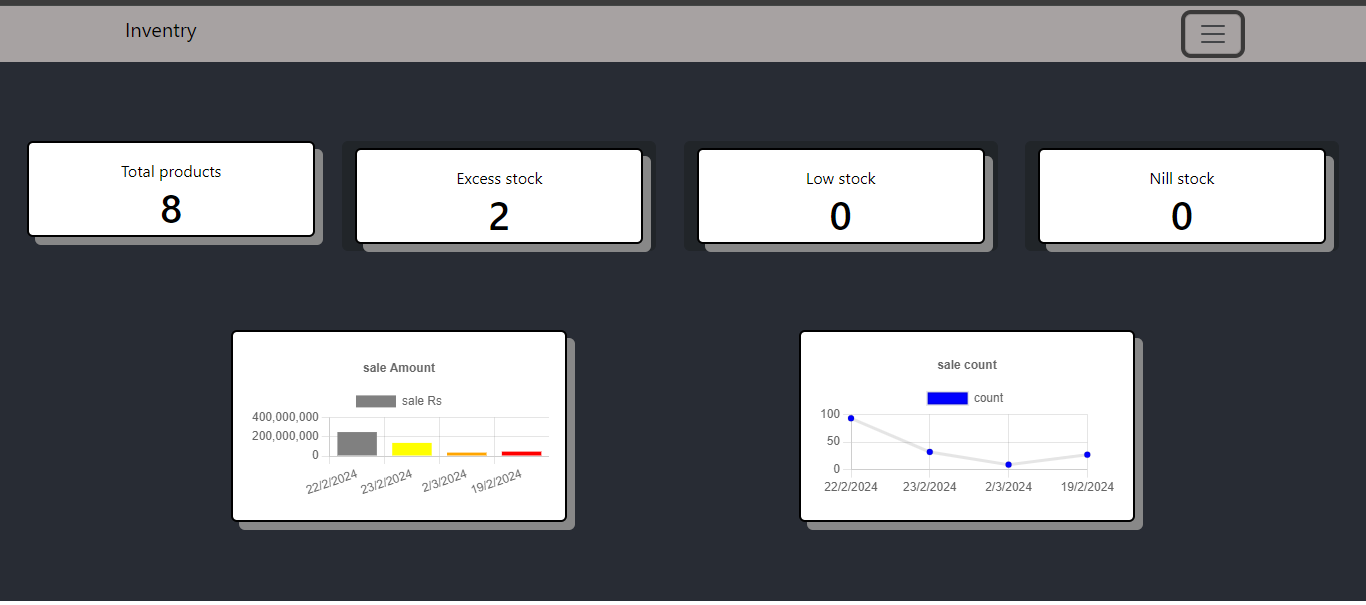 Inventry
Total products
8
Excess stock
2
Low stock
0
Nill stock
0
sale Amount
sale Rs
400,000,000
200,000,000
0
22/2/2024 23/2/2024 2/3/2024 19/2/2024
sale count
count
100
50
0
22/2/2024 23/2/2024 2/3/2024 19/2/2024